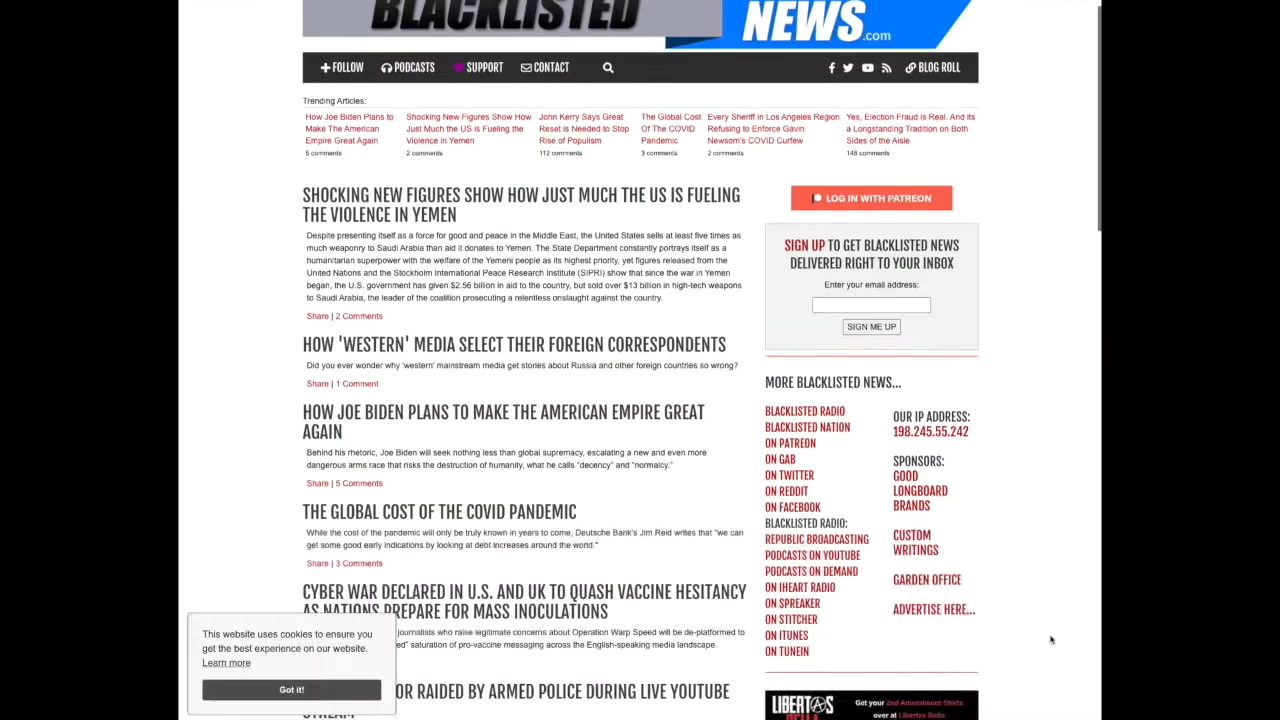 BLACKLISTED
NEWS.com
FOLLOW PODCASTS SUPPORT CONTACT BLOG ROLL
Trending Articles:
How Joe Biden Plans to
Make The American
Empire Great Again
5 comments
Shocking New Figures Show How
Just Much the US is Fueling the
Violence in Yemen
2 comments
John Kerry Says Great
Reset is Needed to Stop
Rise of Populism
112 comments
The Global Cost
Of The COVID
Pandemic
3 comments
Every Sheriff in Los Angeles Region
Refusing to Enforce Gavin
Newsom's COVID Curfew
2 comments
Yes, Election Fraud is Real. And its
a Longstanding Tradition on Both
Sides of the Aisle
148 comments
SHOCKING NEW FIGURES SHOW HOW JUST MUCH THE US IS FUELING
THE VIOLENCE IN YEMEN
Despite presenting itself as a force for good and peace in the Middle East, the United States sells at least five times as
much weaponry to Saudi Arabia than aid it donates to Yemen. The State Department constantly portrays itself as a
humanitarian superpower with the welfare of the Yemeni people as its highest priority, yet figures released from the
United Nations and the Stockholm International Peace Research Institute (SIPRI) show that since the war in Yemen
began, the U.S. government has given $2.56 billion in aid to the country, but sold over $13 billion in high-tech weapons
to Saudi Arabia, the leader of the coalition prosecuting a relentless onslaught against the country.
Share | 2 Comments
HOW 'WESTERN' MEDIA SELECT THEIR FOREIGN CORRESPONDENTS
Did you ever wonder why 'western' mainstream media get stories about Russia and other foreign countries so wrong?
Share | 1 Comment
HOW JOE BIDEN PLANS TO MAKE THE AMERICAN EMPIRE GREAT
AGAIN
Behind his rhetoric, Joe Biden will seek nothing less than global supremacy, escalating a new and even more
dangerous arms race that risks the destruction of humanity, what he calls "decency" and "normalcy."
Share | 5 Comments
THE GLOBAL COST OF THE COVID PANDEMIC
While the cost of the pandemic will only be truly known in years to come, Deutsche Bank's Jim Reid writes that "we can
get some good early indications by looking at debt increases around the world."
Share | 3 Comments
CYBER WAR DECLARED IN U.S. AND UK TO QUASH VACCINE HESITANCY
AS NATIONS PREPARE FOR MASS INOCULATIONS
journalists who raise legitimate concerns about Operation Warp Speed will be de-platformed to
ed" saturation of pro-vaccine messaging across the English-speaking media landscape.
OR RAIDED BY ARMED POLICE DURING LIVE YOUTUBE
STREAM
This website uses cookies to ensure you
get the best experience on our website.
Learn more
Got it!
LOG IN WITH PATREON
SIGN UP TO GET BLACKLISTED NEWS
DELIVERED RIGHT TO YOUR INBOX
Enter your email address:
SIGN ME UP
MORE BLACKLISTED NEWS...
BLACKLISTED RADIO
BLACKLISTED NATION
ON PATREON
ON GAB
ON TWITTER
ON REDDIT
ON FACEBOOK
BLACKLISTED RADIO:
REPUBLIC BROADCASTING
PODCASTS ON YOUTUBE
PODCASTS ON DEMAND
ON IHEART RADIO
ON SPREAKER
ON STITCHER
ON ITUNES
ON TUNEIN
OUR IP ADDRESS:
198.245.55.242
SPONSORS:
GOOD
LONGBOARD
BRANDS
CUSTOM
WRITINGS
GARDEN OFFICE
ADVERTISE HERE...
LIBERTAS
BELLA
Get your 2nd Amendment Shirts
over at Libertas Bella